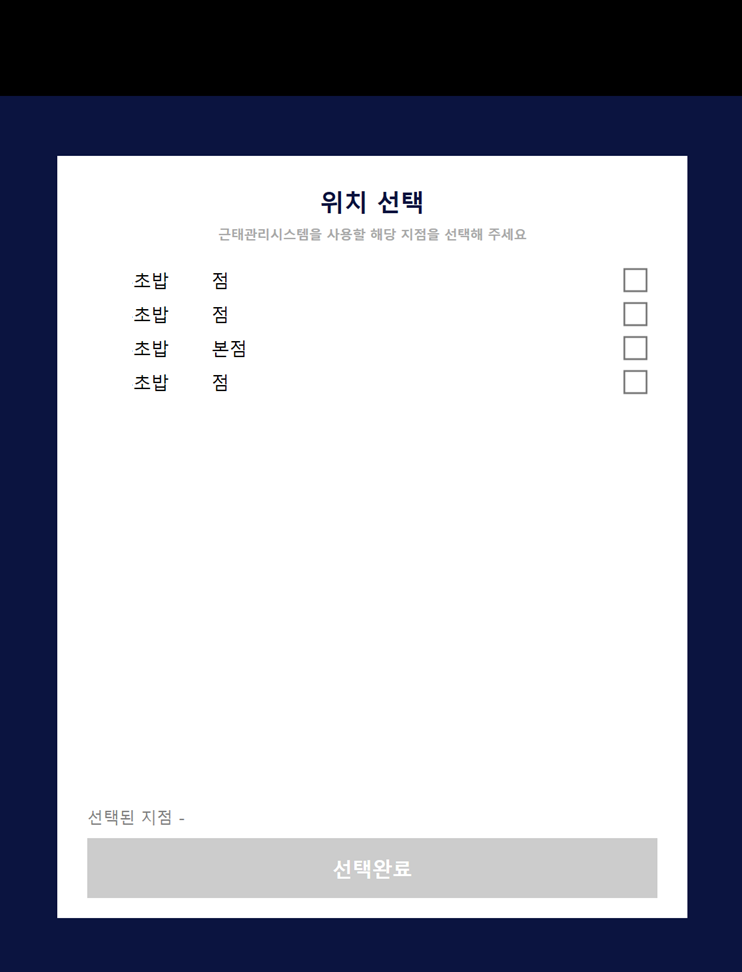 위치 선택
근태관리시스템을 사용할 해당 지점을 선택해 주세요
초밥 점
초밥 점
초밥 본점
초밥 점
선택된 지점 -
선택완료